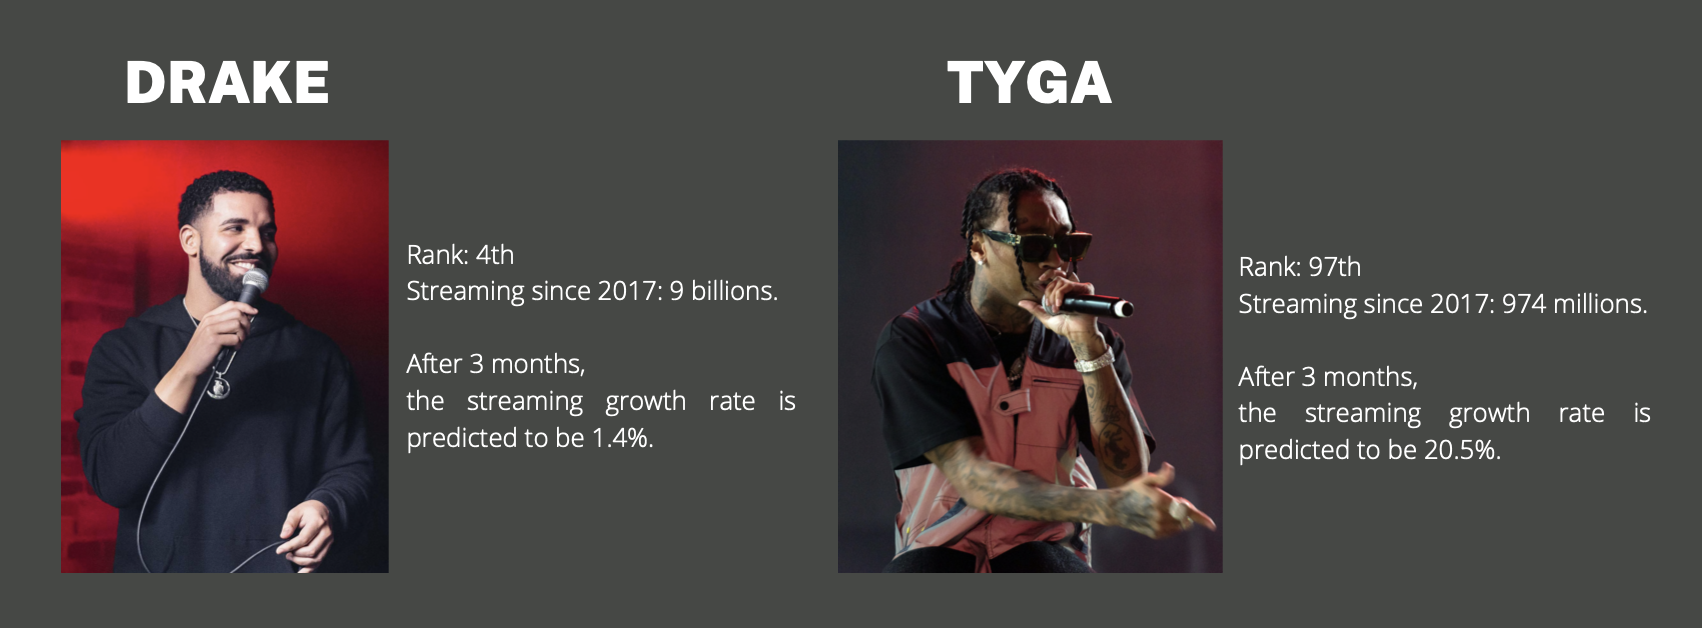 DRAKE
Rank: 4th
Streaming since 2017: 9 billions.
After 3 months,
the streaming growth rate is
predicted to be 1.4%.
TYGA
Rank: 97th
Streaming since 2017: 974 millions.
After 3 months,
the streaming growth rate is
predicted to be 20.5%.